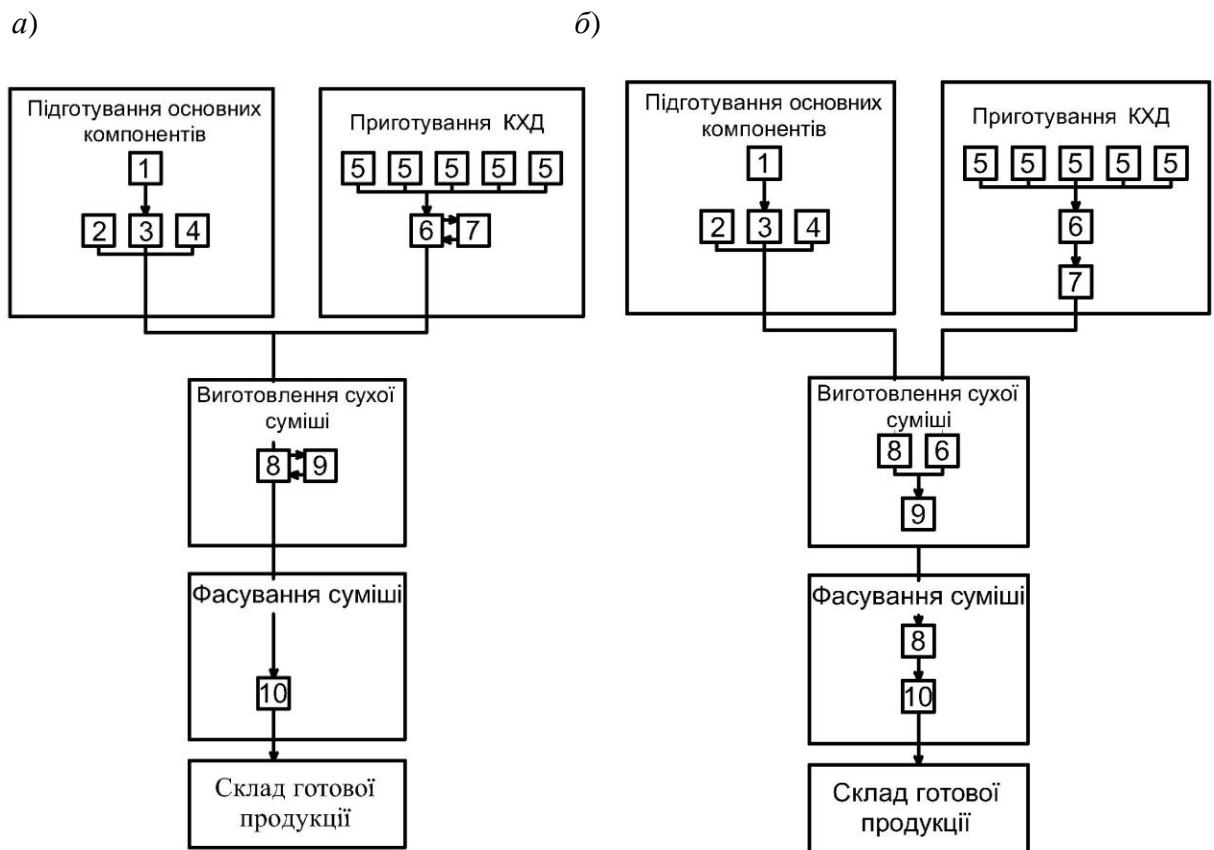 а)
Підготування основних
компонентів
1
2 3 4
Приготування КХД
5 5 5 5 5
6 7
Виготовлення сухої
суміші
8 9
Фасування суміші
10
Склад готової
продукції
б)
Підготування основних
компонентів
1
2 3 4
Приготування КХД
5 5 5 5 5
6
7
Виготовлення сухої
суміші
8 6
9
Фасування суміші
8
10
Склад готової
продукції